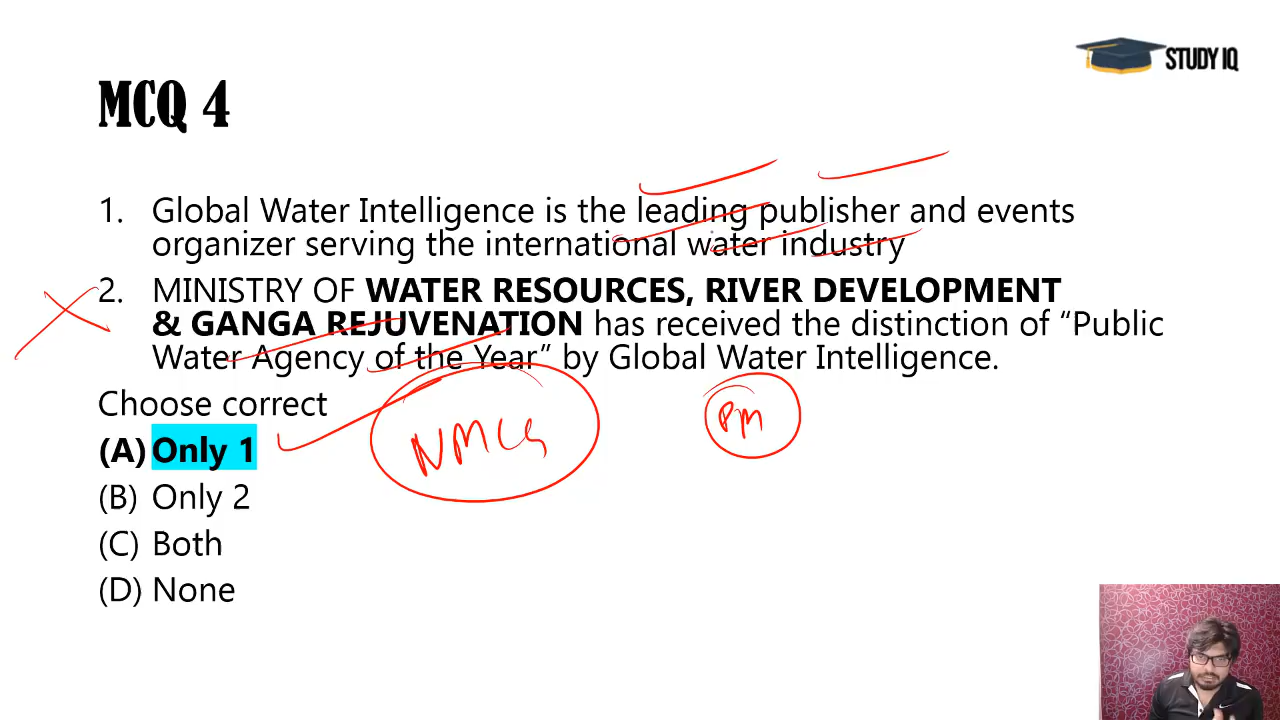 STUDY IQ
MCQ 4
1. Global Water Intelligence is the leading publisher and events
organizer serving the international water industry
2. MINISTRY OF WATER RESOURCES, RIVER DEVELOPMENT
& GANGA REJUVENATION has received the distinction of “Public
Water Agency of the Year” by Global Water Intelligence.
Choose correct
(A) Only 1
NMCG
PM
(B) Only 2
(C) Both
(D) None